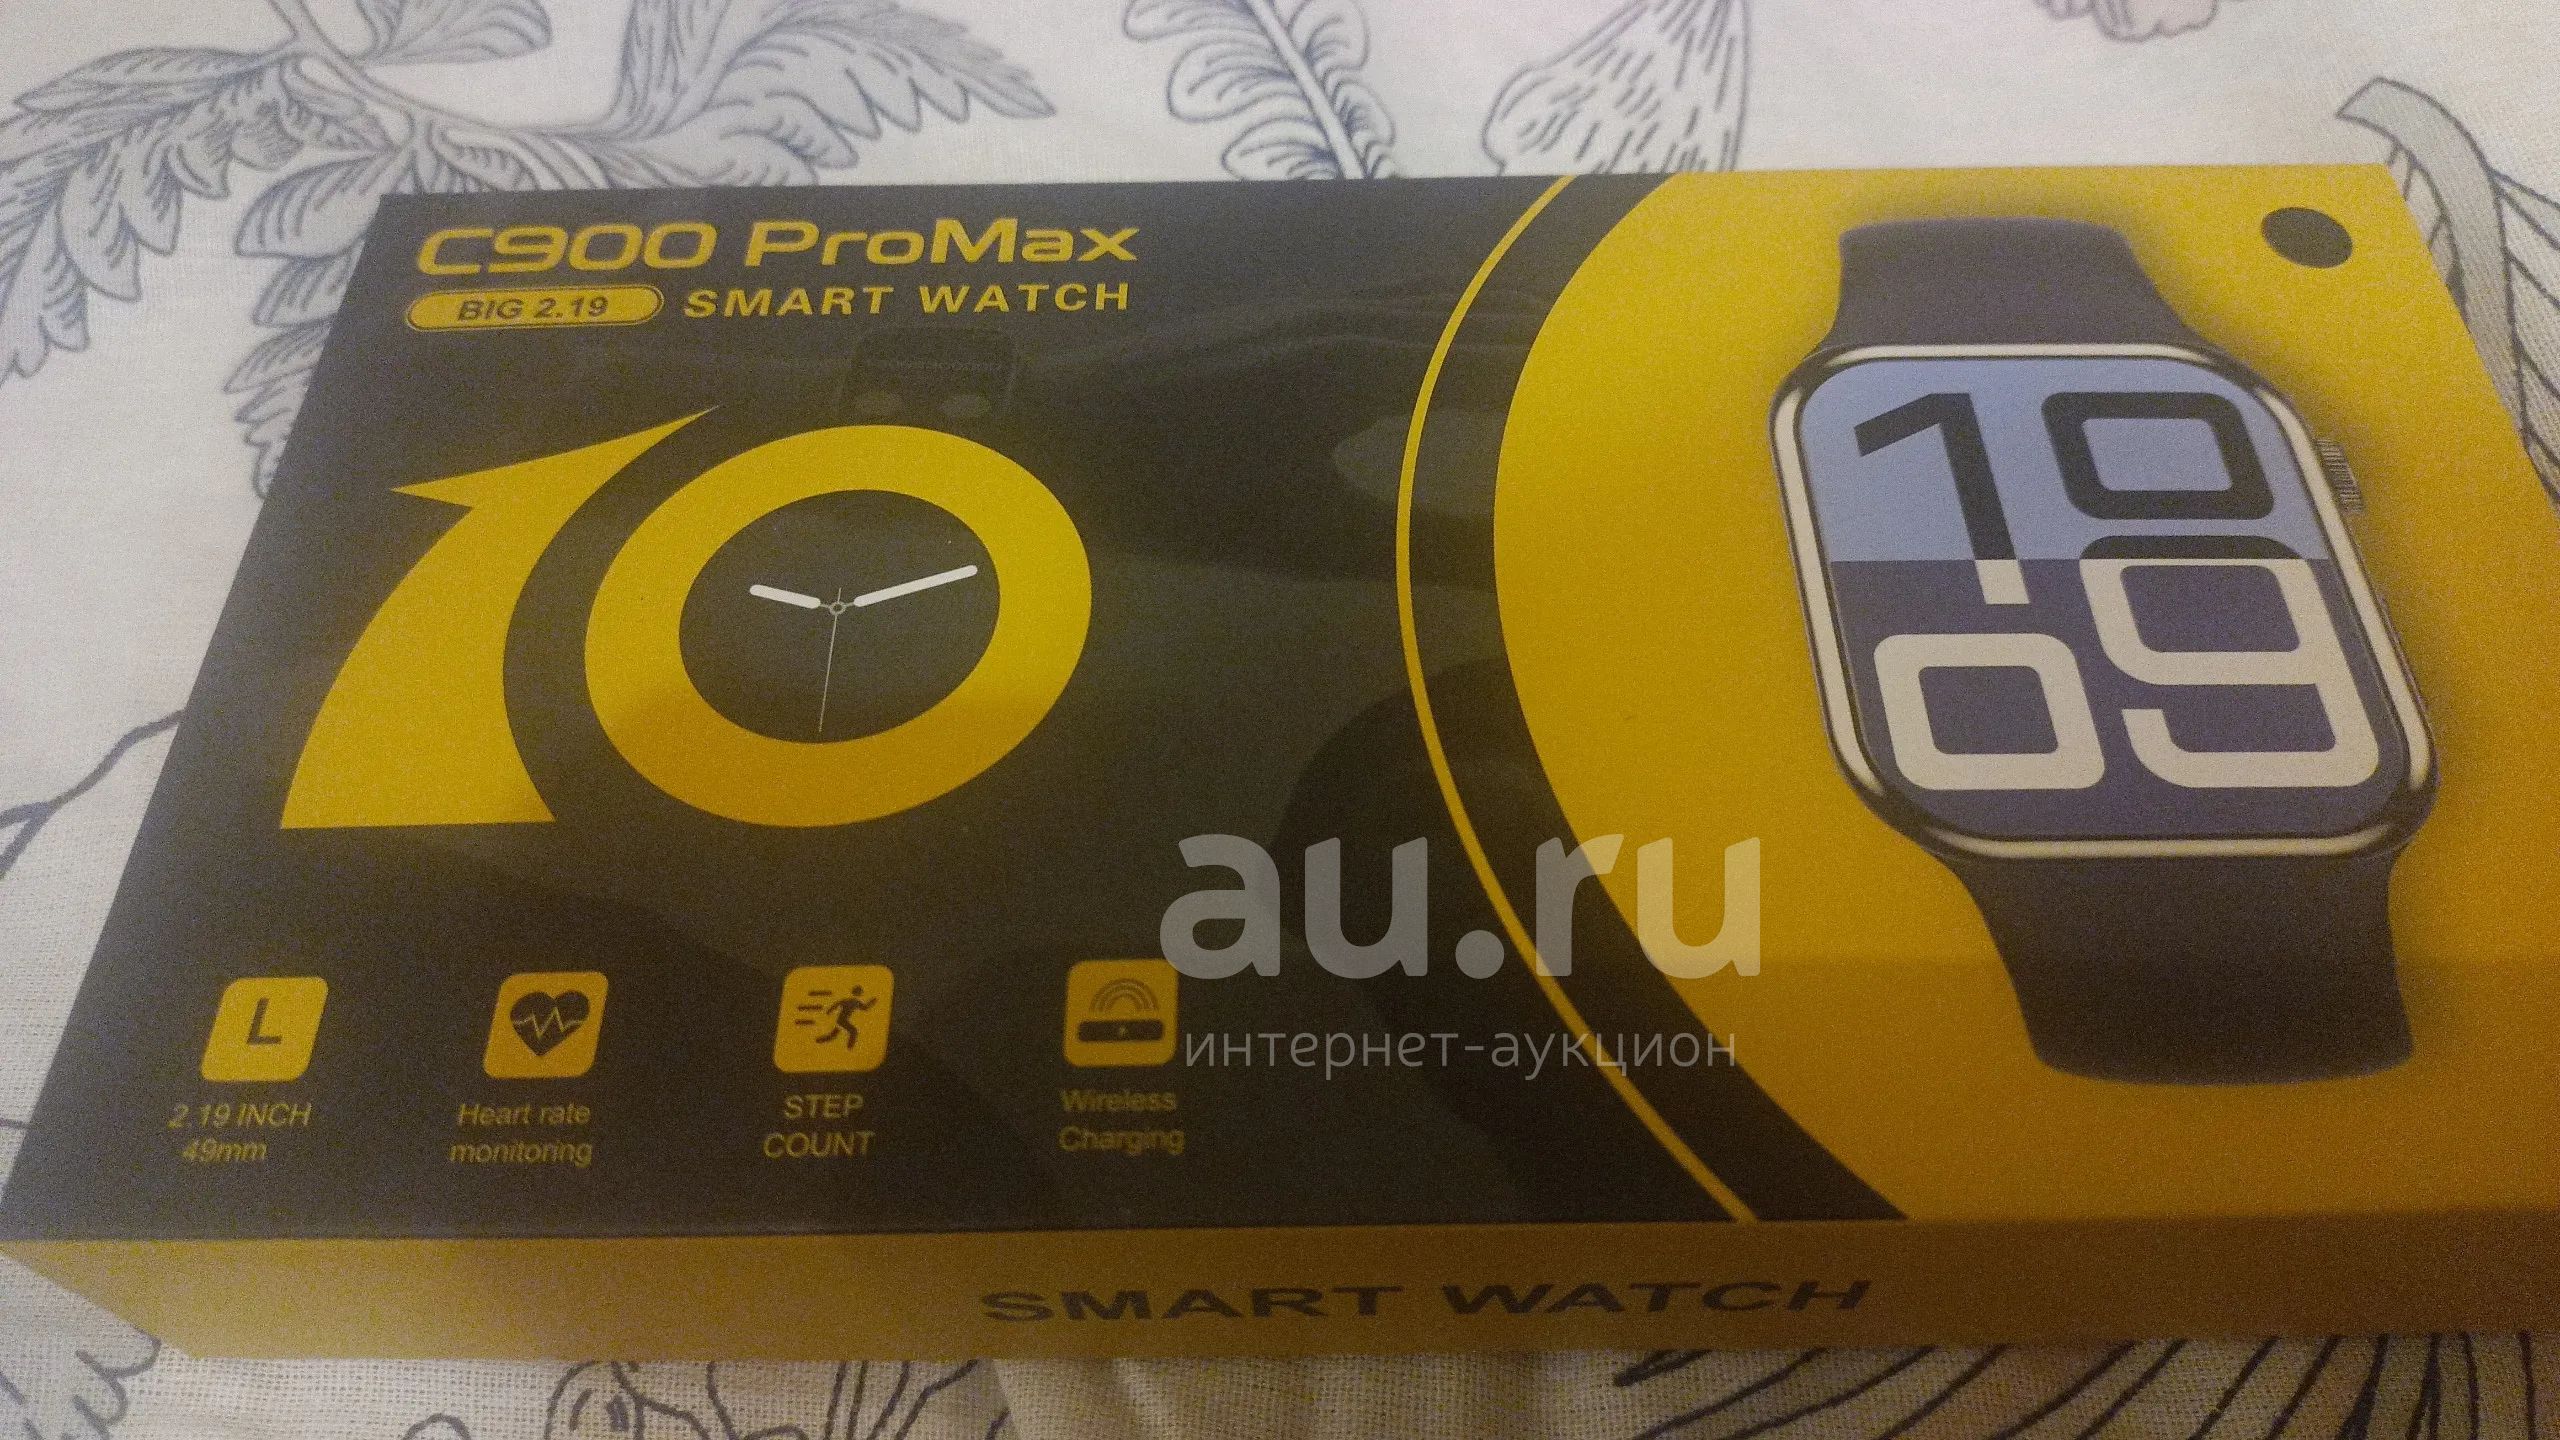 C900 ProMax
BIG 2.19 SMART WATCH
10
10
09
L
2.19 INCH
49mm
Heart rate
monitoring
STEP
COUNT
Wireless
Charging
au.ru
интернет-аукцион
SMART WATCH